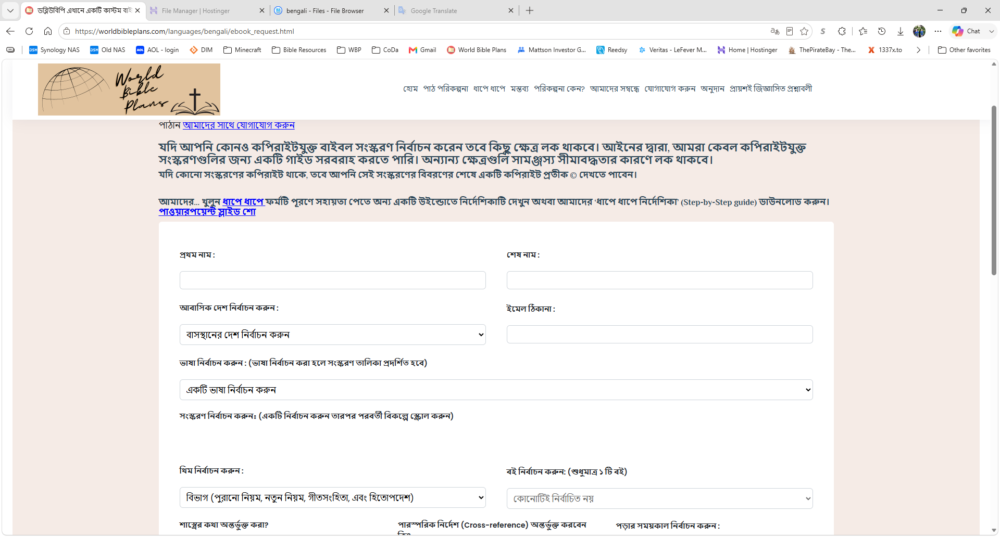 ডব্লিউবিপি এখানে একটি কাস্টম বাই
File Manager | Hostinger
bengali - Files - File Browser
Google Translate
https://worldbibleplans.com/languages/bengali/ebook_request.html
Chat
Synology NAS
Old NAS
AOL - login
DIM
Minecraft
Bible Resources
WBP
CoDa
Gmail
World Bible Plans
Mattson Investor G...
Reedsy
Veritas - LeFever M...
Home | Hostinger
ThePirateBay - The...
1337x.to
Other favorites
World
Bible
Plans
হোম পাঠ পরিকল্পনা ধাপে ধাপে মন্তব্য পরিকল্পনা কেন? আমাদের সম্বন্ধে যোগাযোগ করুন অনুদান প্রায়শই জিজ্ঞাসিত প্রশ্নাবলী
পাঠান আমাদের সাথে যোগাযোগ করুন
যদি আপনি কোনও কপিরাইটযুক্ত বাইবল সংস্করণ নির্বাচন করেন তবে কিছু ক্ষেত্র লক থাকবে। আইনের দ্বারা, আমরা কেবল কপিরাইটযুক্ত
সংস্করণগুলির জন্য একটি গাইড সরবরাহ করতে পারি। অন্যান্য ক্ষেত্রগুলি সামঞ্জস্য সীমাবদ্ধতার কারণে লক থাকবে।
যদি কোনো সংস্করণের কপিরাইট থাকে, তবে আপনি সেই সংস্করণের বিবরণের শেষে একটি কপিরাইট প্রতীক © দেখতে পাবেন।
আমাদের... খুলুন ধাপে ধাপে ফর্মটি পূরণে সহায়তা পেতে অন্য একটি উইন্ডোতে নির্দেশিকাটি দেখুন অথবা আমাদের ‘ধাপে ধাপে নির্দেশিকা’ (Step-by-Step guide) ডাউনলোড করুন।
পাওয়ারপয়েন্ট স্লাইড শো
প্রথম নাম :
শেষ নাম :
আবাসিক দেশ নির্বাচন করুন :
ইমেল ঠিকানা :
বাসস্থানের দেশ নির্বাচন করুন
ভাষা নির্বাচন করুন : (ভাষা নির্বাচন করা হলে সংস্করণ তালিকা প্রদর্শিত হবে)
একটি ভাষা নির্বাচন করুন
সংস্করণ নির্বাচন করুনঃ (একটি নির্বাচন করুন তারপর পরবর্তী বিকল্পে স্ক্রোল করুন)
থিম নির্বাচন করুন :
বই নির্বাচন করুন: (শুধুমাত্র ১ টি বই)
বিভাগ (পুরানো নিয়ম, নতুন নিয়ম, গীতসংহিতা, এবং হিতোপদেশ)
কোনোটিই নির্বাচিত নয়
শাস্ত্রের কথা অন্তর্ভুক্ত করা?
পারস্পরিক নির্দেশ (Cross-reference) অন্তর্ভুক্ত করবেন
পড়ার সময়কাল নির্বাচন করুন :